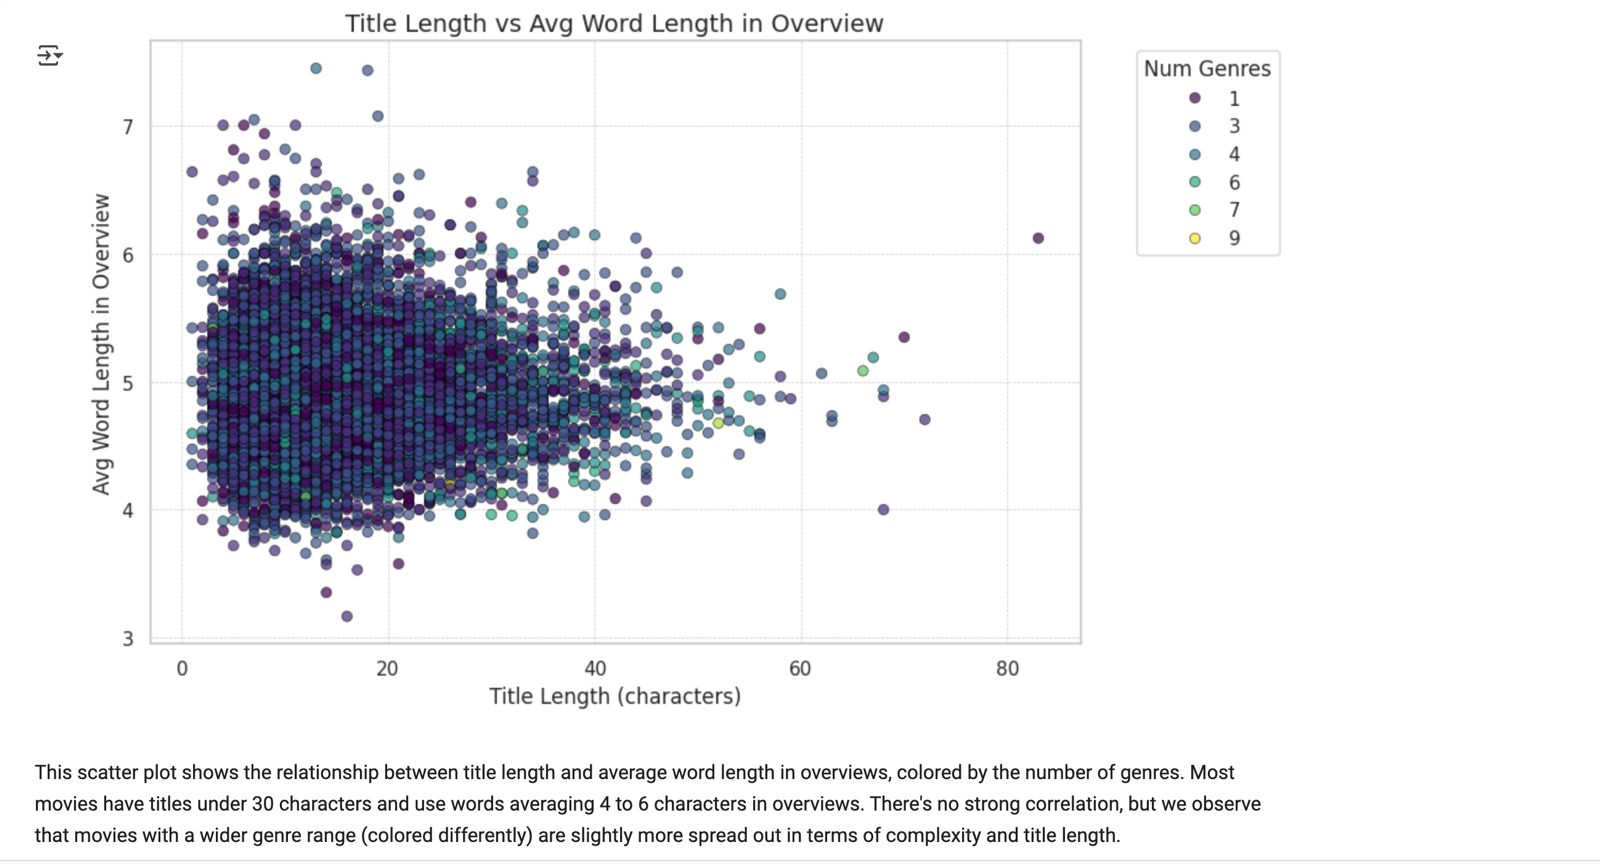 Title Length vs Avg Word Length in Overview
Num Genres
1
3
4
6
7
9
7
6
5
4
3
Avg Word Length in Overview
0 20 40 60 80
Title Length (characters)
This scatter plot shows the relationship between title length and average word length in overviews, colored by the number of genres. Most
movies have titles under 30 characters and use words averaging 4 to 6 characters in overviews. There's no strong correlation, but we observe
that movies with a wider genre range (colored differently) are slightly more spread out in terms of complexity and title length.